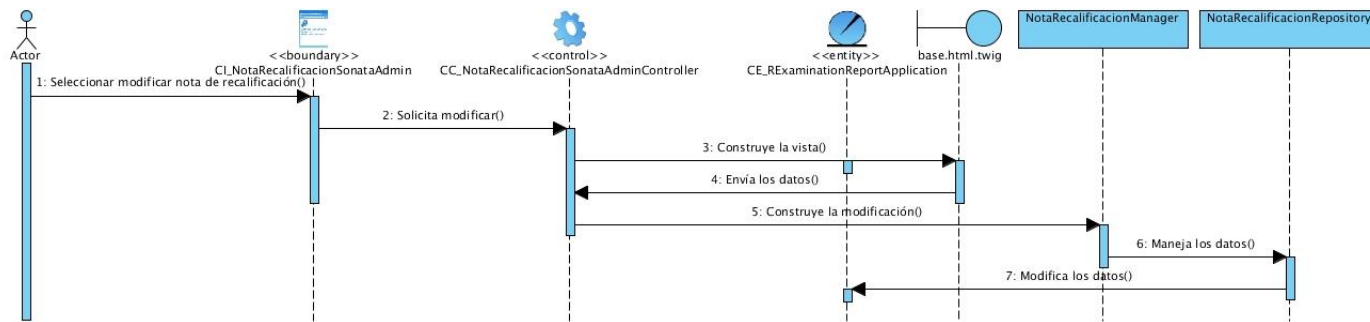 Actor
<<boundary>>
CI_NotaRecalificacionSonataAdmin
<<control>>
CC_NotaRecalificacionSonataAdminController
<<entity>>
CE_RExaminationReportApplication
base.html.twig
NotaRecalificacionManager
NotaRecalificacionRepository
1: Seleccionar modificar nota de recalificación()
2: Solicita modificar()
3: Construye la vista()
4: Envía los datos()
5: Construye la modificación()
6: Maneja los datos()
7: Modifica los datos()